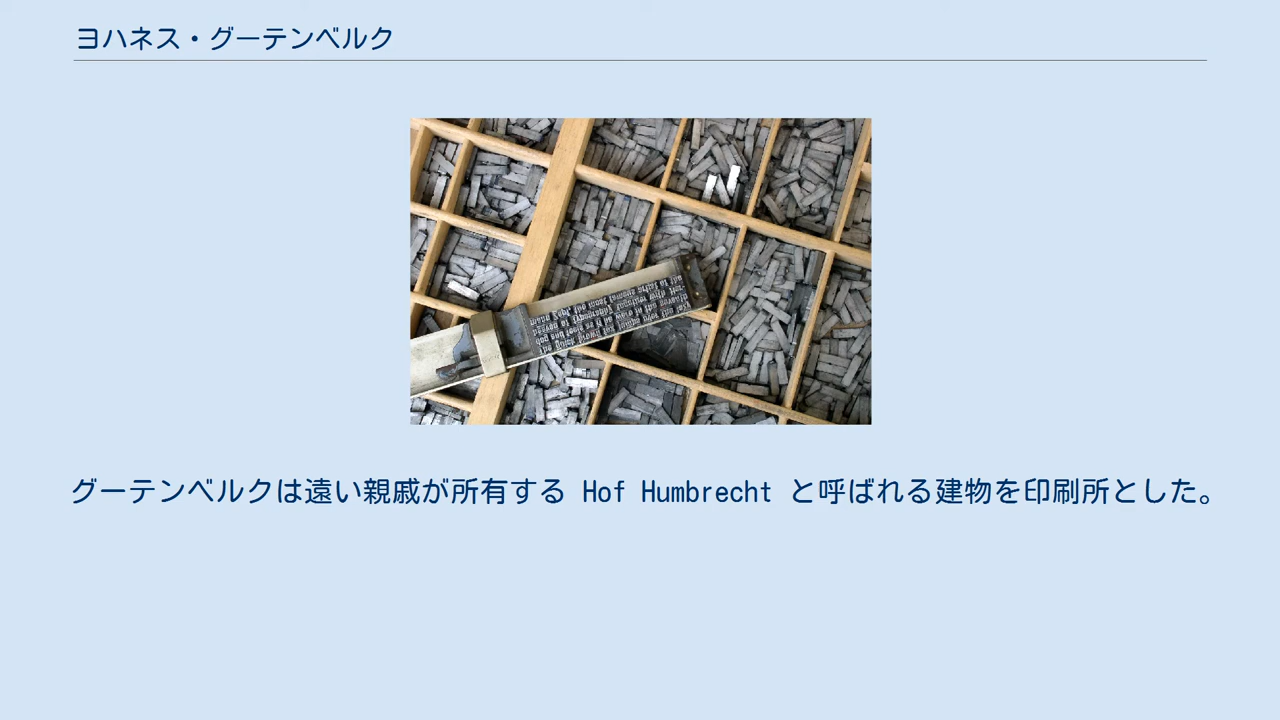 ヨハネス・グーテンベルク
グーテンベルクは遠い親戚が所有する Hof Humbrecht と呼ばれる建物を印刷所とした。